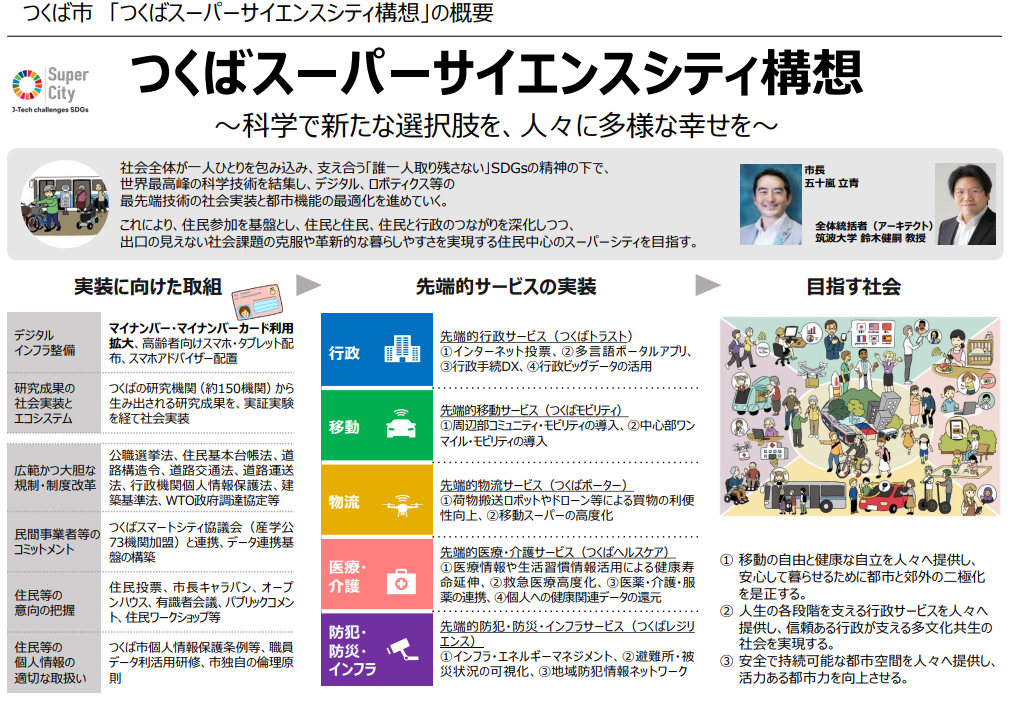 つくば市 「つくばスーパーサイエンスシティ構想」の概要
Super
City
J-Tech challenges SDGs
つくばスーパーサイエンスシティ構想
～科学で新たな選択肢を、人々に多様な幸せを～
社会全体が一人ひとりを包み込み、支え合う「誰一人取り残さない」SDGsの精神の下で、
世界最高峰の科学技術を結集し、デジタル、ロボティクス等の
最先端技術の社会実装と都市機能の最適化を進めていく。
これにより、住民参加を基盤とし、住民と住民、住民と行政のつながりを深化しつつ、
出口の見えない社会課題の克服や革新的な暮らしやすさを実現する住民中心のスーパーシティを目指す。
市長
五十嵐 立青
全体統括者（アーキテクト）
筑波大学 鈴木健嗣 教授
実装に向けた取組
デジタル
インフラ整備
マイナンバー・マイナンバーカード利用
拡大、高齢者向けスマホ・タブレット配
布、スマホアドバイザー配置
研究成果の
社会実装と
エコシステム
つくばの研究機関（約150機関）から
生み出される研究成果を、実証実験
を経て社会実装
広範かつ大胆な
規制・制度改革
公職選挙法、住民基本台帳法、道
路構造令、道路交通法、道路運送
法、行政機関個人情報保護法、建
築基準法、WTO政府調達協定等
民間事業者等の
コミットメント
つくばスマートシティ協議会（産学公
73機関加盟）と連携、データ連携基
盤の構築
住民等の
意向の把握
住民投票、市長キャラバン、オープ
ンハウス、有識者会議、パブリックコメン
ト、住民ワークショップ等
住民等の
個人情報の
適切な取扱い
つくば市個人情報保護条例等、職員
データ利活用研修、市独自の倫理原
則
先端的サービスの実装
行政
先端的行政サービス（つくばトラスト）
①インターネット投票、②多言語ポータルアプリ、
③行政手続DX、④行政ビッグデータの活用
移動
先端的移動サービス（つくばモビリティ）
①周辺部コミュニティ・モビリティの導入、②中心部ワン
マイル・モビリティの導入
物流
先端的物流サービス（つくばポーター）
①荷物搬送ロボットやドローン等による買物の利便
性向上、②移動スーパーの高度化
医療・
介護
先端的医療・介護サービス（つくばヘルスケア）
①医療情報や生活習慣情報活用による健康寿
命延伸、②救急医療高度化、③医薬・介護・服
薬の連携、④個人への健康関連データの還元
防犯・
防災・
インフラ
先端的防犯・防災・インフラサービス（つくばレジリ
エンス）
①インフラ・エネルギーマネジメント、②避難所・被
災状況の可視化、③地域防犯情報ネットワーク
目指す社会
① 移動の自由と健康な自立を人々へ提供し、
安心して暮らせるために都市と郊外の二極化
を是正する。
② 人生の各段階を支える行政サービスを人々へ
提供し、信頼ある行政が支える多文化共生の
社会を実現する。
③ 安全で持続可能な都市空間を人々へ提供し、
活力ある都市力を向上させる。